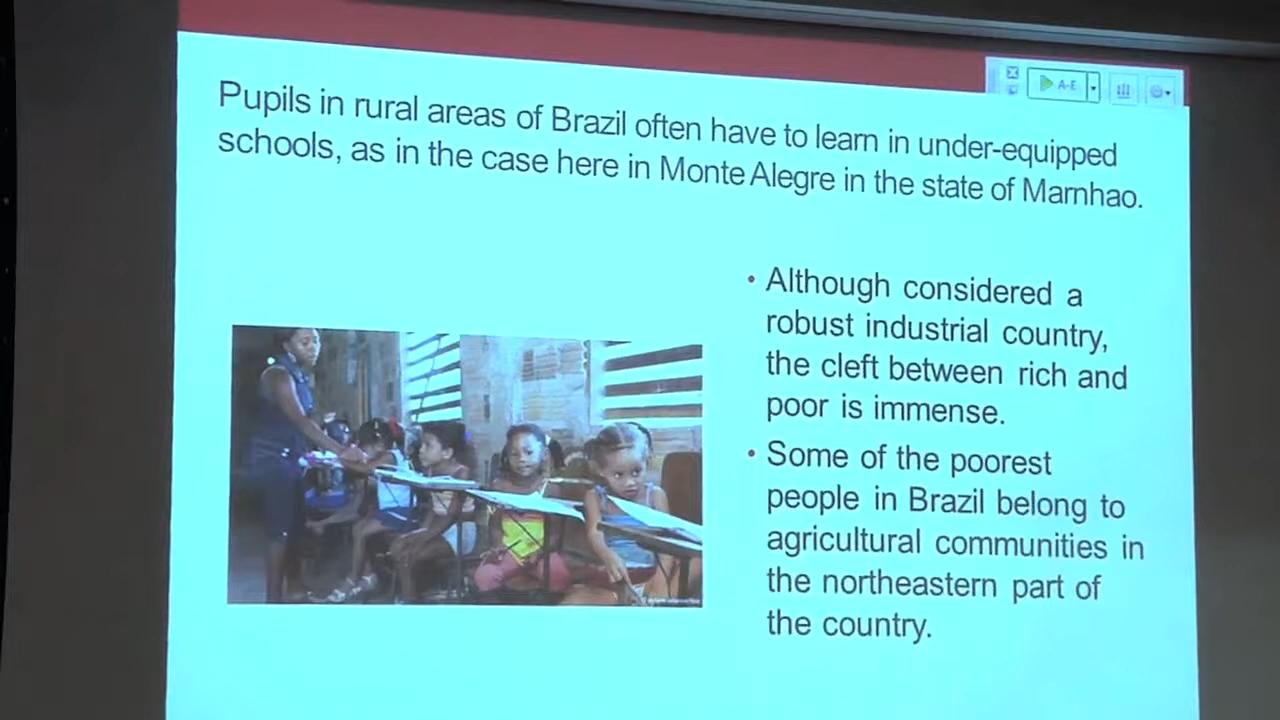 A-E
Pupils in rural areas of Brazil often have to learn in under-equipped
schools, as in the case here in Monte Alegre in the state of Marnhao.
• Although considered a
robust industrial country,
the cleft between rich and
poor is immense.
• Some of the poorest
people in Brazil belong to
agricultural communities in
the northeastern part of
the country.